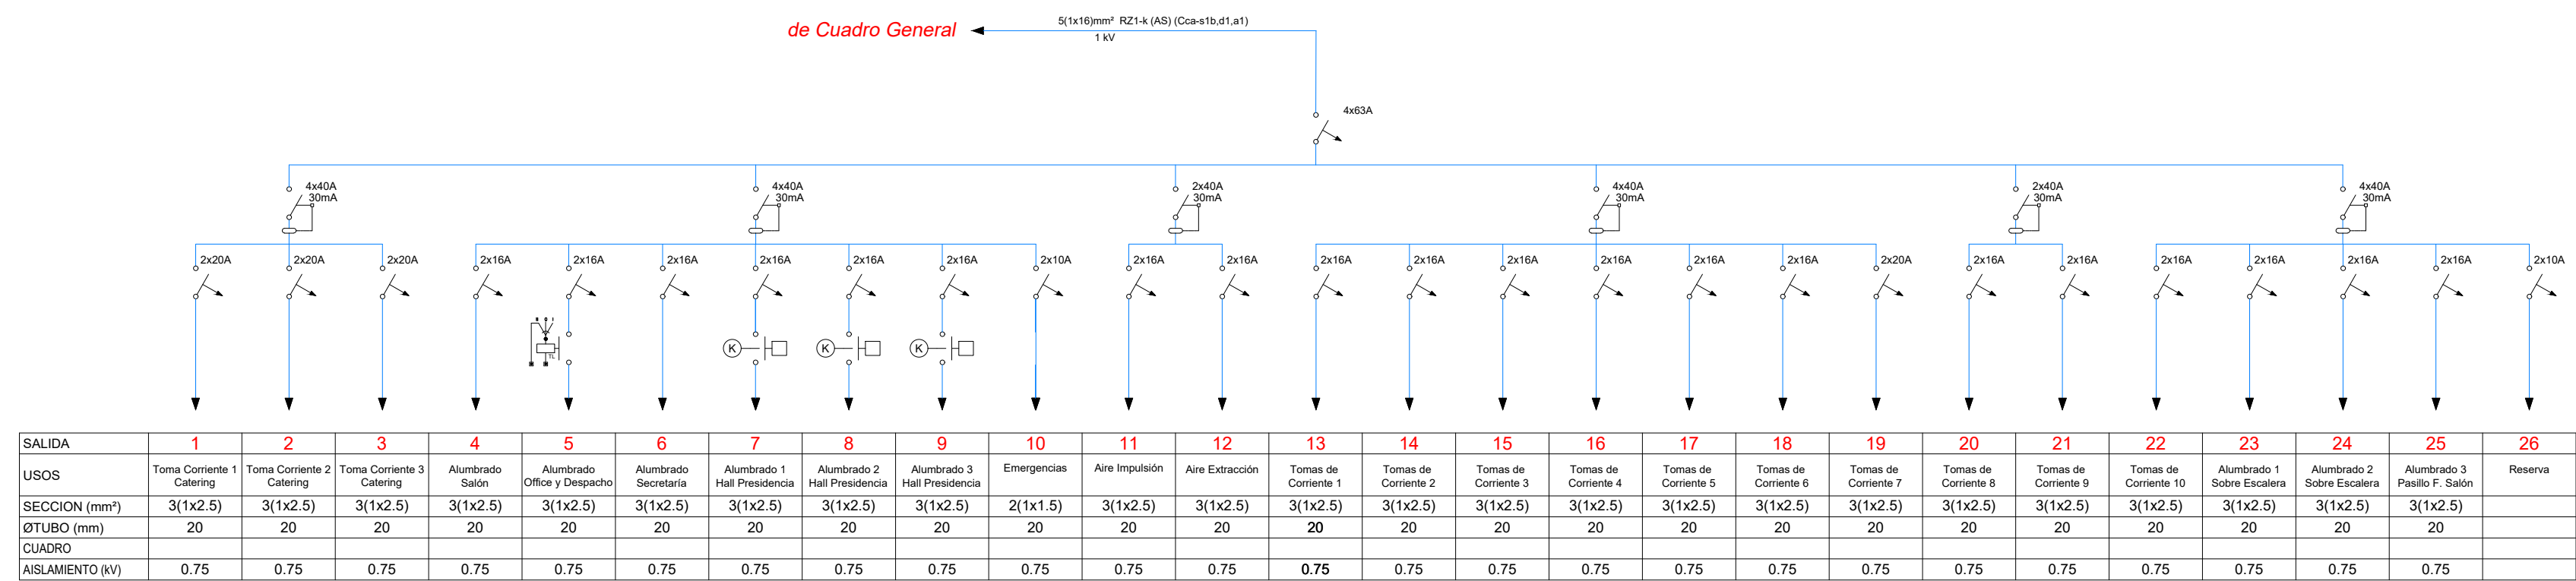 5(1x16)mm² RZ1-k (AS) (Cca-s1b,d1,a1)
de Cuadro General
1 kV
4x63A
4x40A 4x40A 2x40A 4x40A 2x40A 4x40A
30mA 30mA 30mA 30mA 30mA 30mA
2x20A 2x20A 2x20A 2x16A 2x16A 2x16A 2x16A 2x16A 2x16A 2x10A 2x16A 2x16A 2x16A 2x16A 2x16A 2x16A 2x16A 2x16A 2x20A 2x16A 2x16A 2x16A 2x16A 2x16A 2x16A 2x10A
K K K
TL
SALIDA 1 2 3 4 5 6 7 8 9 10 11 12 13 14 15 16 17 18 19 20 21 22 23 24 25 26
USOS
Toma Corriente 1
Catering
Toma Corriente 2
Catering
Toma Corriente 3
Catering
Alumbrado
Salón
Alumbrado
Office y Despacho
Alumbrado
Secretaría
Alumbrado 1
Hall Presidencia
Alumbrado 2
Hall Presidencia
Alumbrado 3
Hall Presidencia
Emergencias
Aire Impulsión
Aire Extracción
Tomas de
Corriente 1
Tomas de
Corriente 2
Tomas de
Corriente 3
Tomas de
Corriente 4
Tomas de
Corriente 5
Tomas de
Corriente 6
Tomas de
Corriente 7
Tomas de
Corriente 8
Tomas de
Corriente 9
Tomas de
Corriente 10
Alumbrado 1
Sobre Escalera
Alumbrado 2
Sobre Escalera
Alumbrado 3
Pasillo F. Salón
Reserva
SECCION (mm²) 3(1x2.5) 3(1x2.5) 3(1x2.5) 3(1x2.5) 3(1x2.5) 3(1x2.5) 3(1x2.5) 3(1x2.5) 3(1x2.5) 2(1x1.5) 3(1x2.5) 3(1x2.5) 3(1x2.5) 3(1x2.5) 3(1x2.5) 3(1x2.5) 3(1x2.5) 3(1x2.5) 3(1x2.5) 3(1x2.5) 3(1x2.5) 3(1x2.5) 3(1x2.5) 3(1x2.5) 3(1x2.5)
ØTUBO (mm) 20 20 20 20 20 20 20 20 20 20 20 20 20 20 20 20 20 20 20 20 20 20 20 20 20
CUADRO
AISLAMIENTO (kV) 0.75 0.75 0.75 0.75 0.75 0.75 0.75 0.75 0.75 0.75 0.75 0.75 0.75 0.75 0.75 0.75 0.75 0.75 0.75 0.75 0.75 0.75 0.75 0.75 0.75